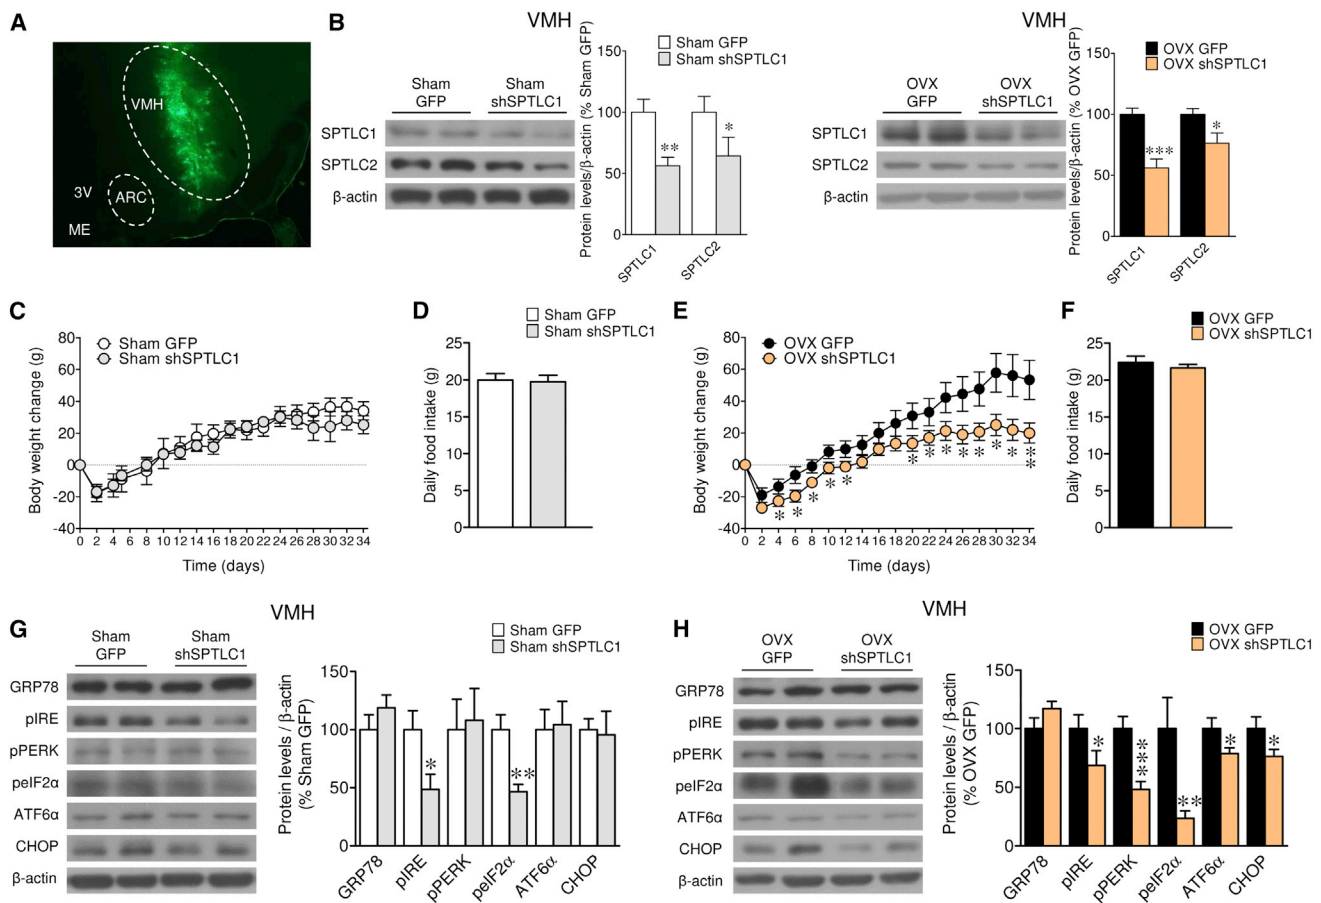 A
VMH
3V
ARC
ME
B
VMH
Sham GFP
Sham shSPTLC1
Sham
GFP
Sham
shSPTLC1
SPTLC1
SPTLC2
β-actin
Protein levels/β-actin (% Sham GFP)
150
100
50
0
**
*
SPTLC1
SPTLC2
VMH
OVX GFP
OVX shSPTLC1
OVX
GFP
OVX
shSPTLC1
SPTLC1
SPTLC2
β-actin
Protein levels/β-actin (% OVX GFP)
150
100
50
0
***
*
SPTLC1
SPTLC2
C
Sham GFP
Sham shSPTLC1
Body weight change (g)
80
60
40
20
0
-20
-40
0 2 4 6 8 10 12 14 16 18 20 22 24 26 28 30 32 34
Time (days)
D
Sham GFP
Sham shSPTLC1
Daily food intake (g)
25
20
15
10
5
0
E
OVX GFP
OVX shSPTLC1
Body weight change (g)
80
60
40
20
0
-20
-40
* * * * * * * * * * * * * *
*
0 2 4 6 8 10 12 14 16 18 20 22 24 26 28 30 32 34
Time (days)
F
OVX GFP
OVX shSPTLC1
Daily food intake (g)
25
20
15
10
5
0
G
VMH
Sham
GFP
Sham
shSPTLC1
GRP78
pIRE
pPERK
peIF2α
ATF6α
CHOP
β-actin
Sham GFP
Sham shSPTLC1
Protein levels / β-actin
(% Sham GFP)
150
100
50
0
*
**
GRP78
pIRE
pPERK
peIF2α
ATF6α
CHOP
H
VMH
OVX
GFP
OVX
shSPTLC1
GRP78
pIRE
pPERK
peIF2α
ATF6α
CHOP
β-actin
OVX GFP
OVX shSPTLC1
Protein levels / β-actin
(% OVX GFP)
150
100
50
0
*
***
**
*
*
GRP78
pIRE
pPERK
peIF2α
ATF6α
CHOP